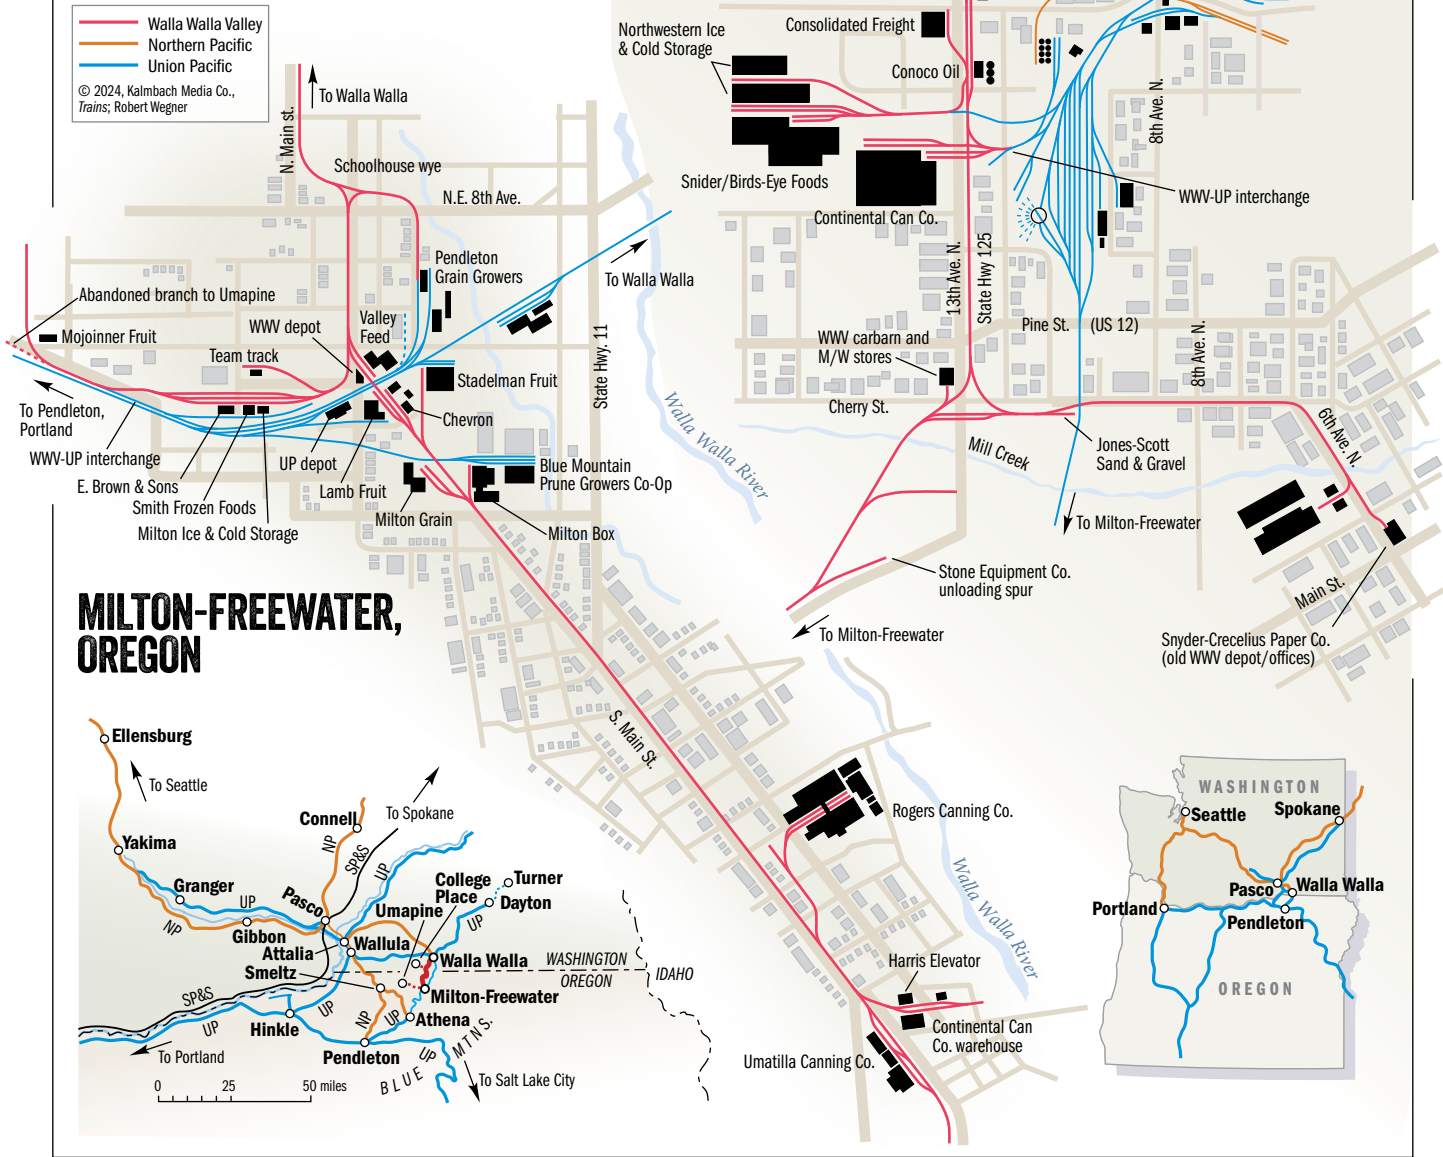 Walla Walla Valley
Northern Pacific
Union Pacific
© 2024, Kalmbach Media Co.,
Trains; Robert Wegner
N. Main st.
To Walla Walla
Schoolhouse wye
N.E. 8th Ave.
Pendleton
Grain Growers
To Walla Walla
Abandoned branch to Umapine
Mojoinner Fruit
WWV depot
Valley
Feed
Team track
State Hwy. 11
Stadelman Fruit
Chevron
To Pendleton,
Portland
WWV-UP interchange
E. Brown & Sons
Smith Frozen Foods
Milton Ice & Cold Storage
UP depot
Lamb Fruit
Milton Grain
Blue Mountain
Prune Growers Co-Op
Milton Box
Walla Walla River
MILTON-FREEWATER,
OREGON
S. Main St.
Northwestern Ice
& Cold Storage
Consolidated Freight
Conoco Oil
Snider/Birds-Eye Foods
Continental Can Co.
8th Ave. N.
WWV-UP interchange
13th Ave. N.
State Hwy 125
Pine St.
(US 12)
8th Ave. N.
WWV carbarn and
M/W stores
Cherry St.
Mill Creek
Jones-Scott
Sand & Gravel
6th Ave. N.
To Milton-Freewater
Stone Equipment Co.
unloading spur
To Milton-Freewater
Main St.
Snyder-Crecelius Paper Co.
(old WWV depot/offices)
Rogers Canning Co.
Walla Walla River
Harris Elevator
Continental Can
Co. warehouse
Umatilla Canning Co.
Ellensburg
To Seattle
Yakima
Connell
To Spokane
NP
SP&S
UP
Granger
UP
NP
Gibbon
Pasco
Attalia
Smeltz
Wallula
Umapine
College
Place
Turner
Dayton
UP
Walla Walla
WASHINGTON
OREGON
IDAHO
Milton-Freewater
Athena
SP&S
UP
UP
Hinkle
NP
UP
Pendleton
UP
BLUE MTNS.
To Portland
To Salt Lake City
0 25 50 miles
WASHINGTON
Seattle
Spokane
Pasco
Walla Walla
Portland
Pendleton
OREGON